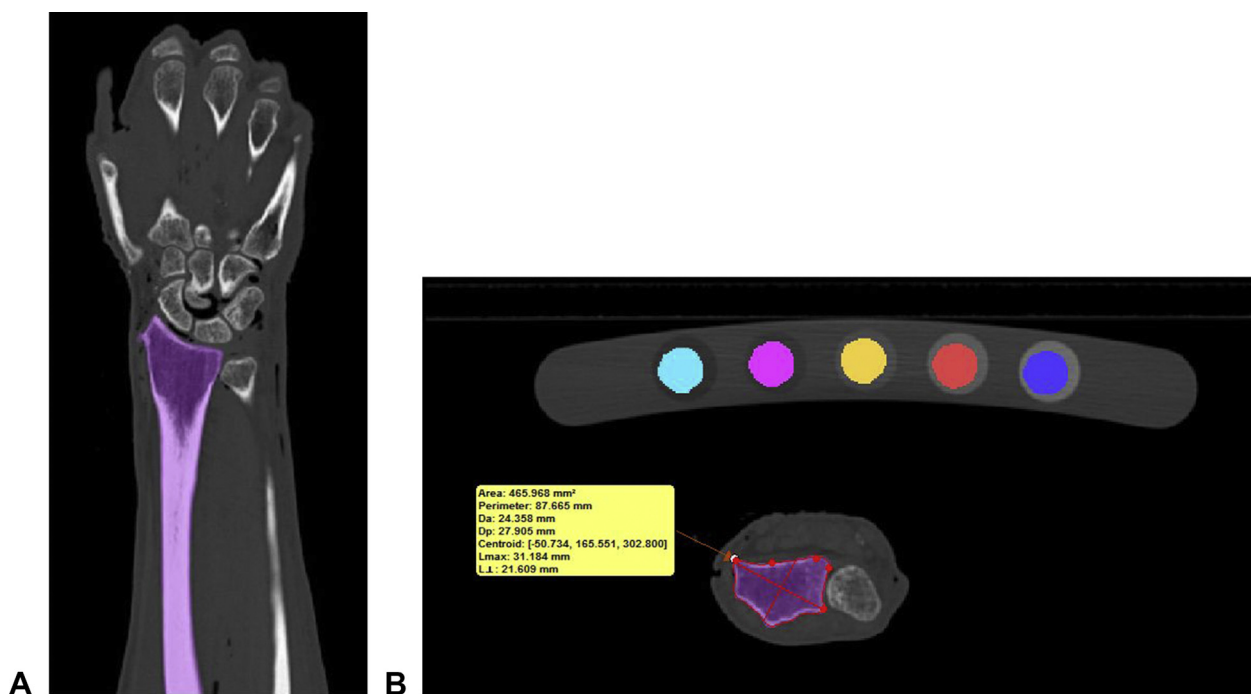 Area: 465.968 mm²
Perimeter: 87.665 mm
Da: 24.358 mm
Dp: 27.905 mm
Centroid: [-50.734, 165.551, 302.800]
Lmax: 31.184 mm
L⊥: 21.609 mm
A
B